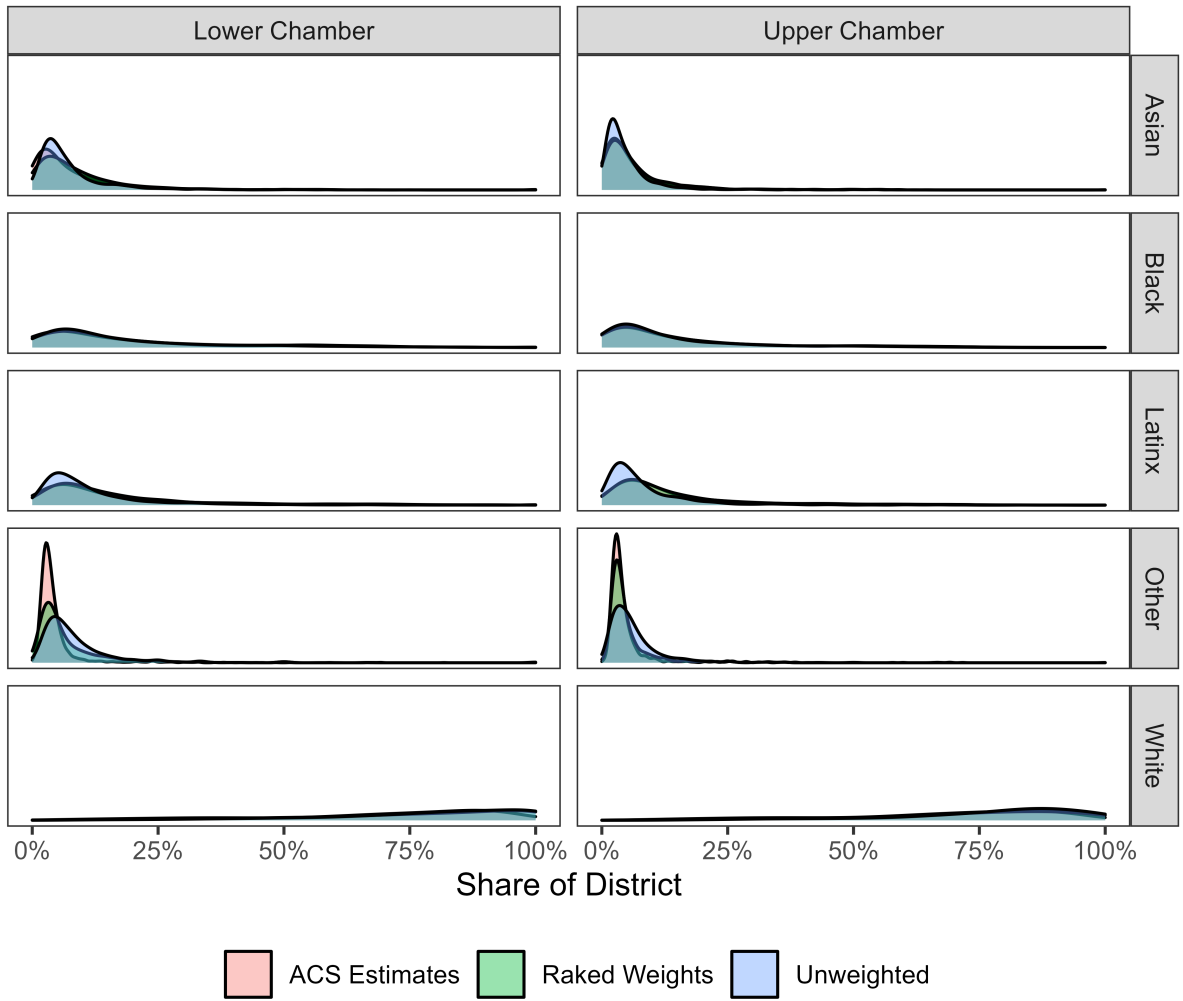 Lower Chamber
Upper Chamber
Asian
Black
Latinx
Other
White
0% 25% 50% 75% 100% 0% 25% 50% 75% 100%
Share of District
ACS Estimates Raked Weights Unweighted